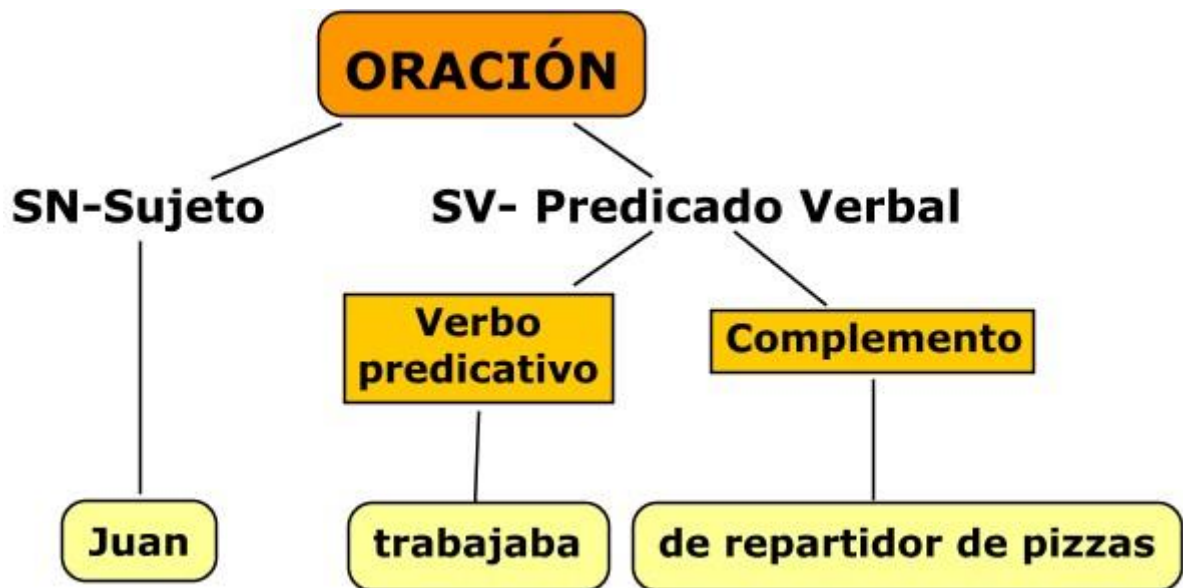 ORACIÓN
SN-Sujeto
SV- Predicado Verbal
Verbo
predicativo
Complemento
Juan
trabajaba
de repartidor de pizzas